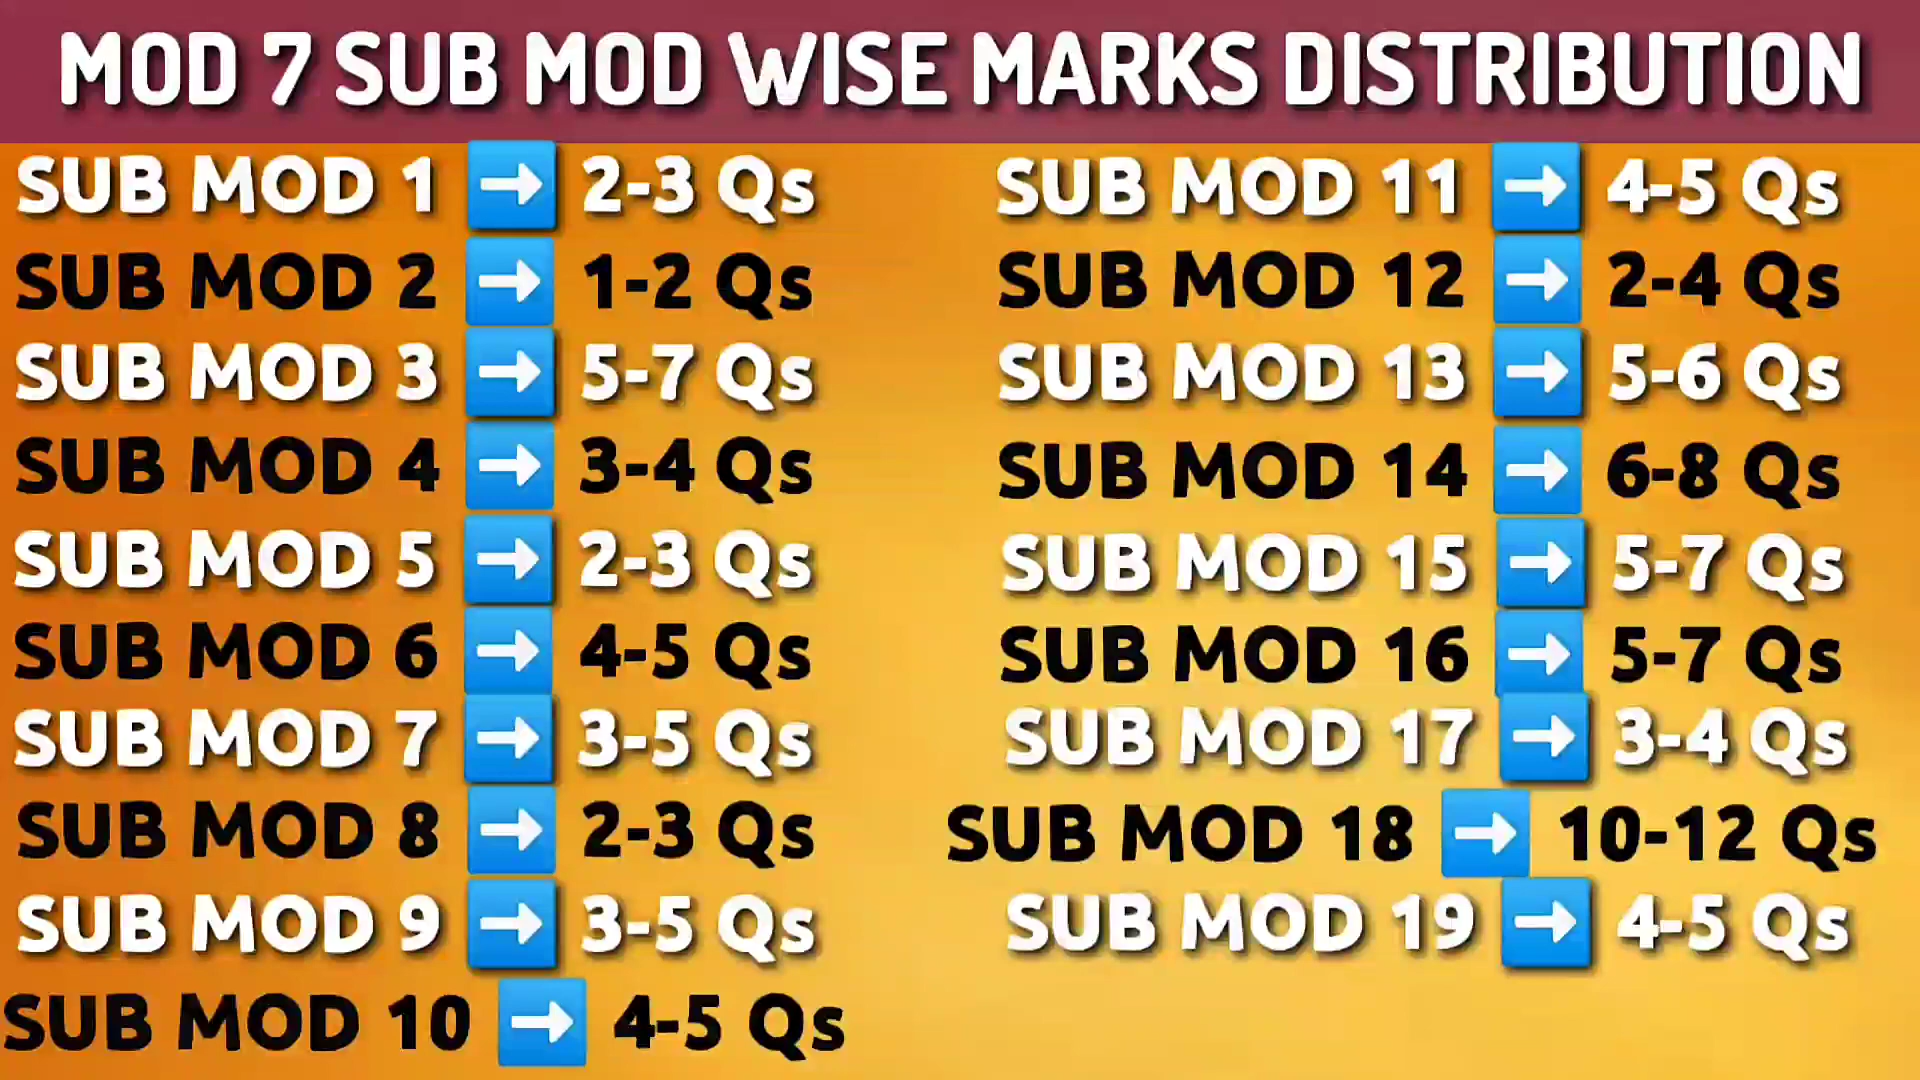 MOD 7 SUB MOD WISE MARKS DISTRIBUTION
SUB MOD 1 ➡ 2-3 Qs
SUB MOD 2 ➡ 1-2 Qs
SUB MOD 3 ➡ 5-7 Qs
SUB MOD 4 ➡ 3-4 Qs
SUB MOD 5 ➡ 2-3 Qs
SUB MOD 6 ➡ 4-5 Qs
SUB MOD 7 ➡ 3-5 Qs
SUB MOD 8 ➡ 2-3 Qs
SUB MOD 9 ➡ 3-5 Qs
SUB MOD 10 ➡ 4-5 Qs
SUB MOD 11 ➡ 4-5 Qs
SUB MOD 12 ➡ 2-4 Qs
SUB MOD 13 ➡ 5-6 Qs
SUB MOD 14 ➡ 6-8 Qs
SUB MOD 15 ➡ 5-7 Qs
SUB MOD 16 ➡ 5-7 Qs
SUB MOD 17 ➡ 3-4 Qs
SUB MOD 18 ➡ 10-12 Qs
SUB MOD 19 ➡ 4-5 Qs